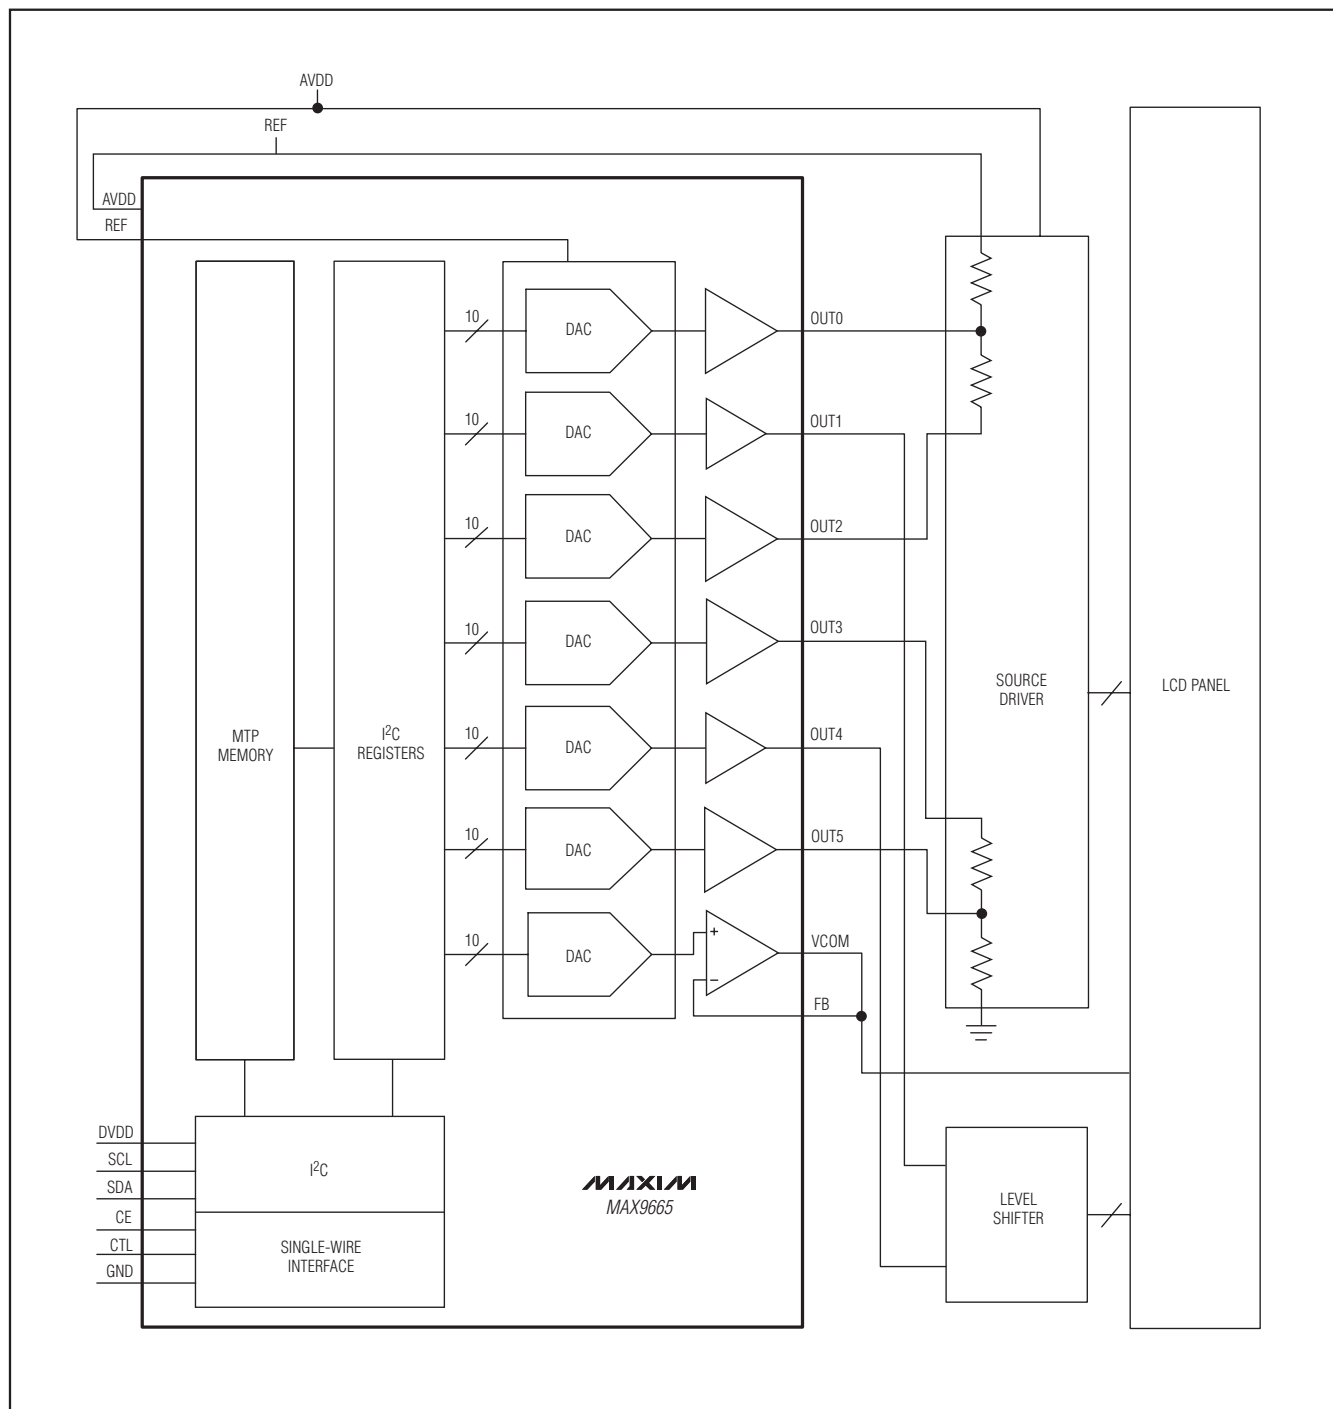 AVDD
REF
AVDD
REF
10
DAC
OUT0
10
DAC
OUT1
10
DAC
OUT2
10
DAC
OUT3
SOURCE
DRIVER
LCD PANEL
MTP
MEMORY
I²C
REGISTERS
10
DAC
OUT4
10
DAC
OUT5
10
DAC
+
−
VCOM
FB
DVDD
SCL
SDA
CE
CTL
GND
I²C
SINGLE-WIRE
INTERFACE
MAXIM
MAX9665
LEVEL
SHIFTER